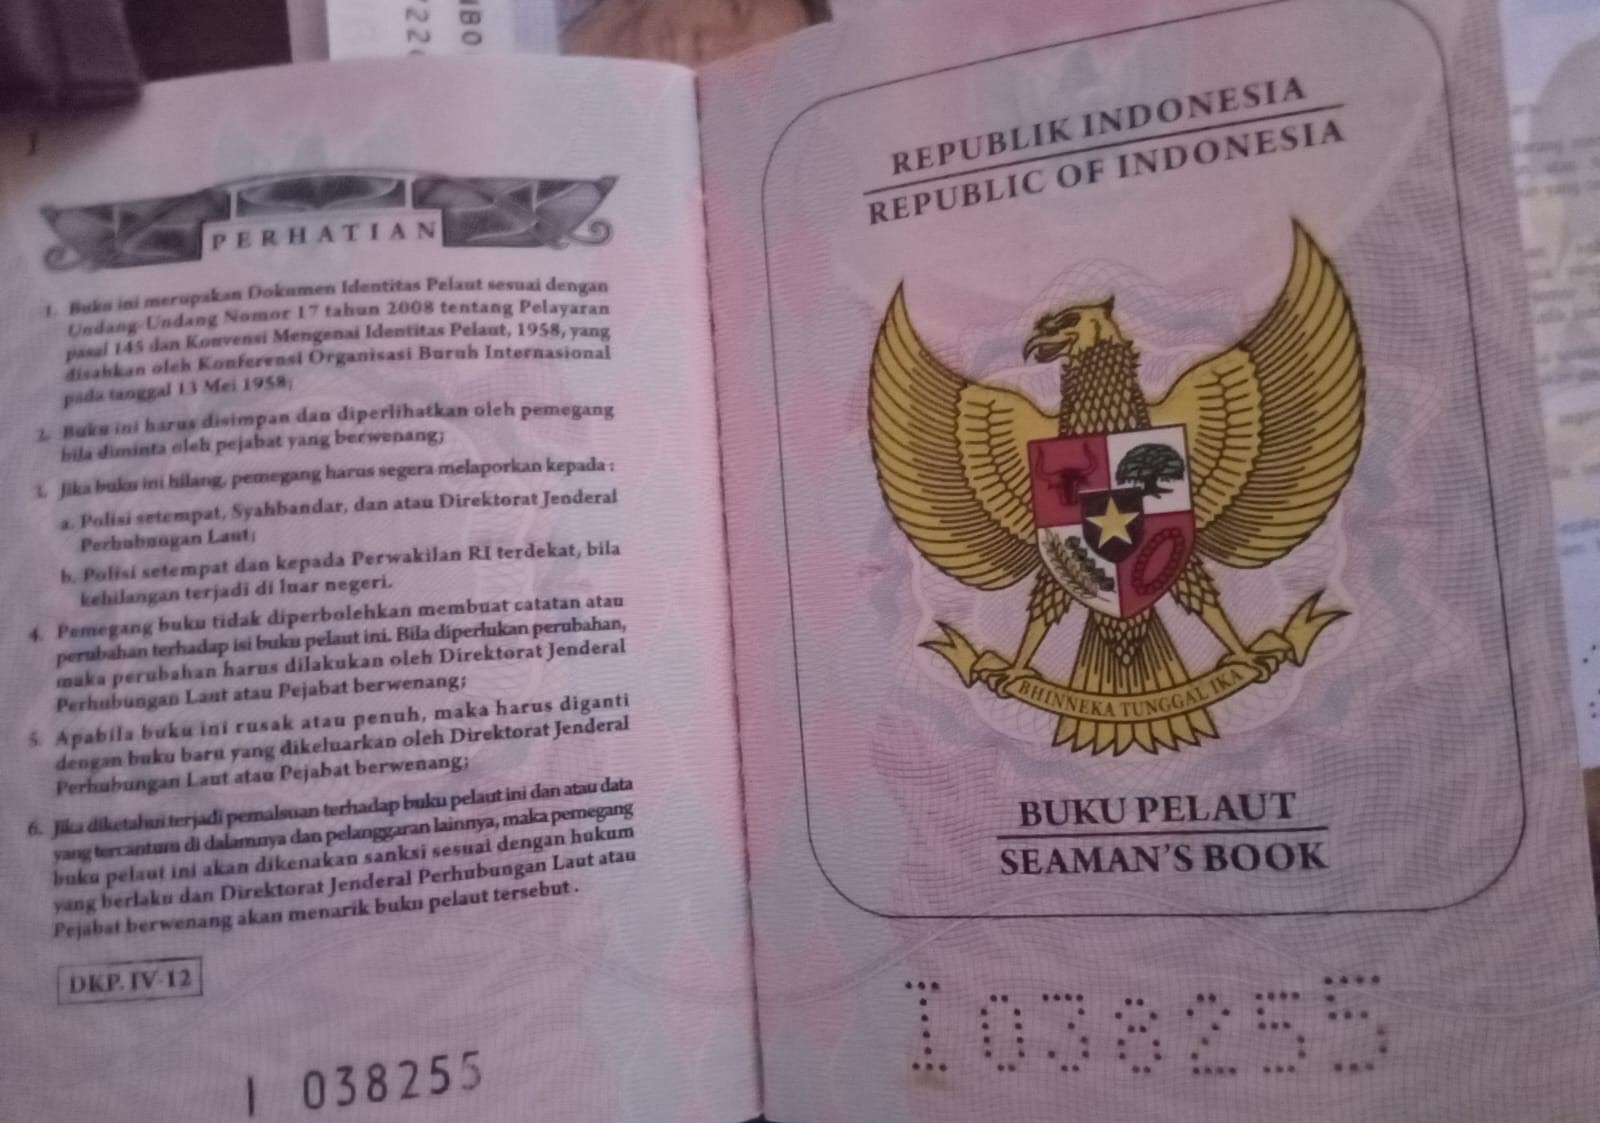 PERHATIAN
1. Buku ini merupakan Dokumen Identitas Pelaut sesuai dengan
Undang-Undang Nomor 17 tahun 2008 tentang Pelayaran
pasal 145 dan Konvensi Mengenai Identitas Pelaut, 1958, yang
disahkan oleh Konferensi Organisasi Buruh Internasional
pada tanggal 13 Mei 1958;
2. Buku ini harus disimpan dan diperlihatkan oleh pemegang
bila diminta oleh pejabat yang berwenang;
3. Jika buku ini hilang, pemegang harus segera melaporkan kepada :
a. Polisi setempat, Syahbandar, dan atau Direktorat Jenderal
Perhubungan Laut;
b. Polisi setempat dan kepada Perwakilan RI terdekat, bila
kehilangan terjadi di luar negeri.
4. Pemegang buku tidak diperbolehkan membuat catatan atau
perubahan terhadap isi buku pelaut ini. Bila diperlukan perubahan,
maka perubahan harus dilakukan oleh Direktorat Jenderal
Perhubungan Laut atau Pejabat berwenang;
5. Apabila buku ini rusak atau penuh, maka harus diganti
dengan buku baru yang dikeluarkan oleh Direktorat Jenderal
Perhubungan Laut atau Pejabat berwenang;
6. Jika diketahui terjadi pemalsuan terhadap buku pelaut ini dan atau data
yang tercantum di dalamnya dan pelanggaran lainnya, maka pemegang
buku pelaut ini akan dikenakan sanksi sesuai dengan hukum
yang berlaku dan Direktorat Jenderal Perhubungan Laut atau
Pejabat berwenang akan menarik buku pelaut tersebut.
DKP. IV-12
I 038255
REPUBLIK INDONESIA
REPUBLIC OF INDONESIA
BHINNEKA TUNGGAL IKA
BUKU PELAUT
SEAMAN'S BOOK
I038255